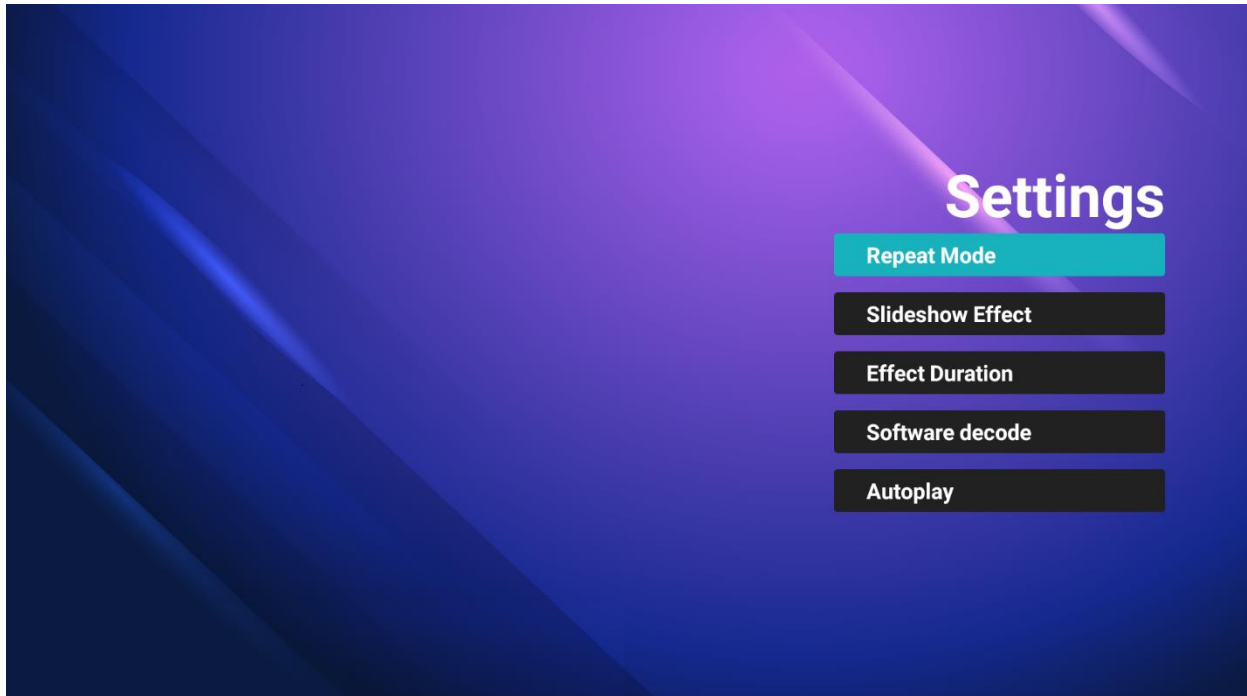 Settings
Repeat Mode
Slideshow Effect
Effect Duration
Software decode
Autoplay